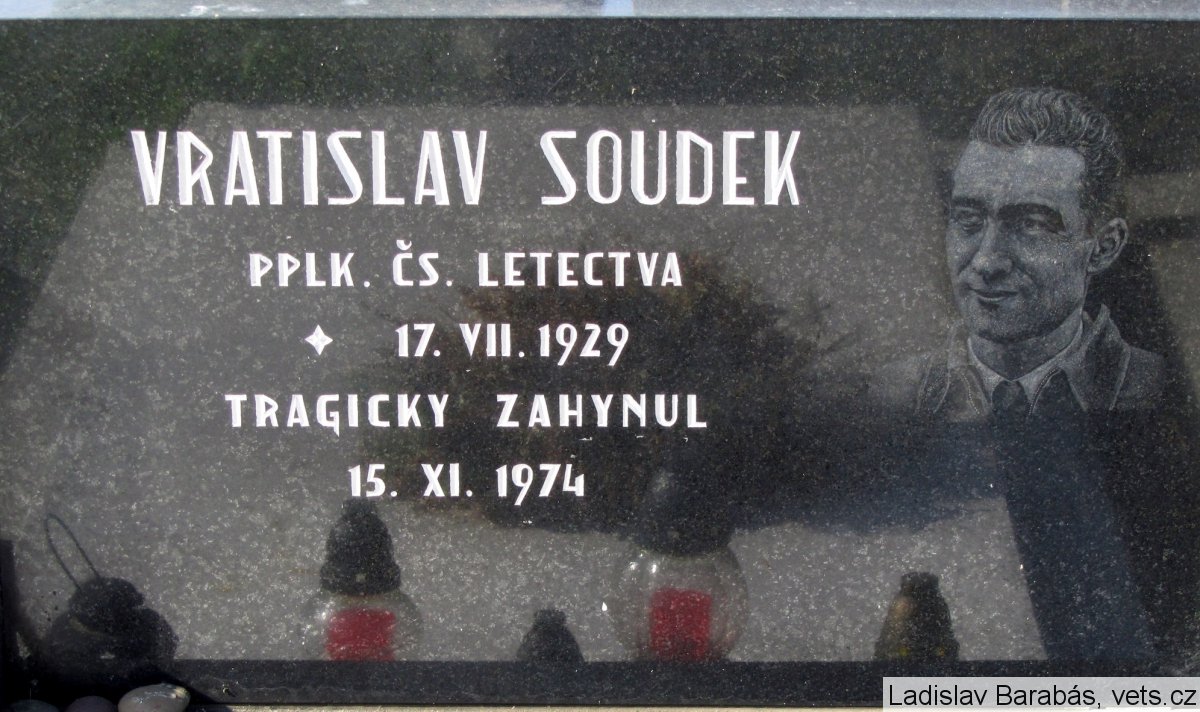 VRATISLAV SOUDEK
PPLK. ČS. LETECTVA
17. VII. 1929
TRAGICKY ZAHYNUL
15. XI. 1974
Ladislav Barabás, vets.cz